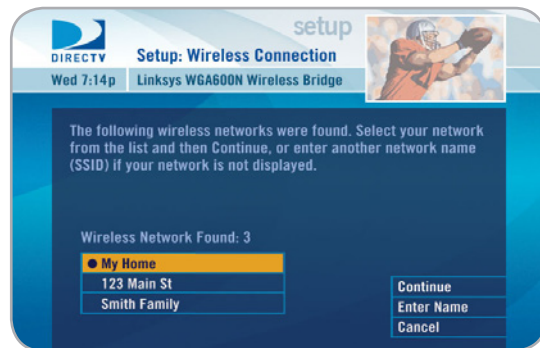 setup
DIRECTV
Setup: Wireless Connection
Wed 7:14p
Linksys WGA600N Wireless Bridge
The following wireless networks were found. Select your network
from the list and then Continue, or enter another network name
(SSID) if your network is not displayed.
Wireless Network Found: 3
My Home
123 Main St
Smith Family
Continue
Enter Name
Cancel